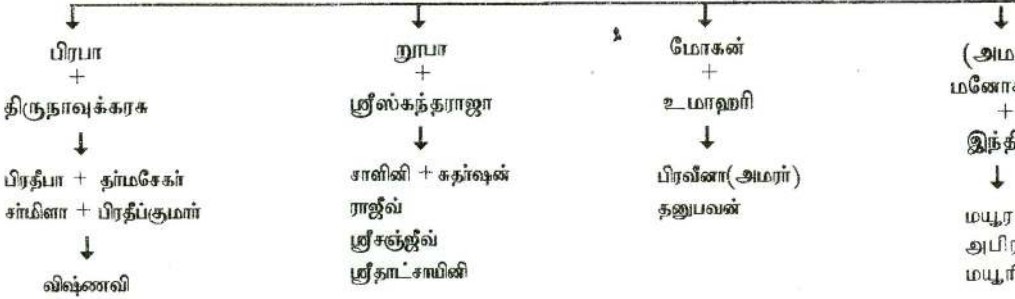 பிரபா
+
திருநாவுக்கரசு
பிரதீபா + தர்மசேகர்
சர்மிளா + பிரதீப்குமார்
விஷ்ணவி
றூபா
+
ஸ்ரீஸ்கந்தராஜா
சாளினி + சுதர்ஷன்
ராஜீவ்
ஸ்ரீசஞ்ஜீவ்
ஸ்ரீதாட்சாயினி
மோகன்
+
உமாஹரி
பிரவீனா(அமரர்)
தனுபவன்
+